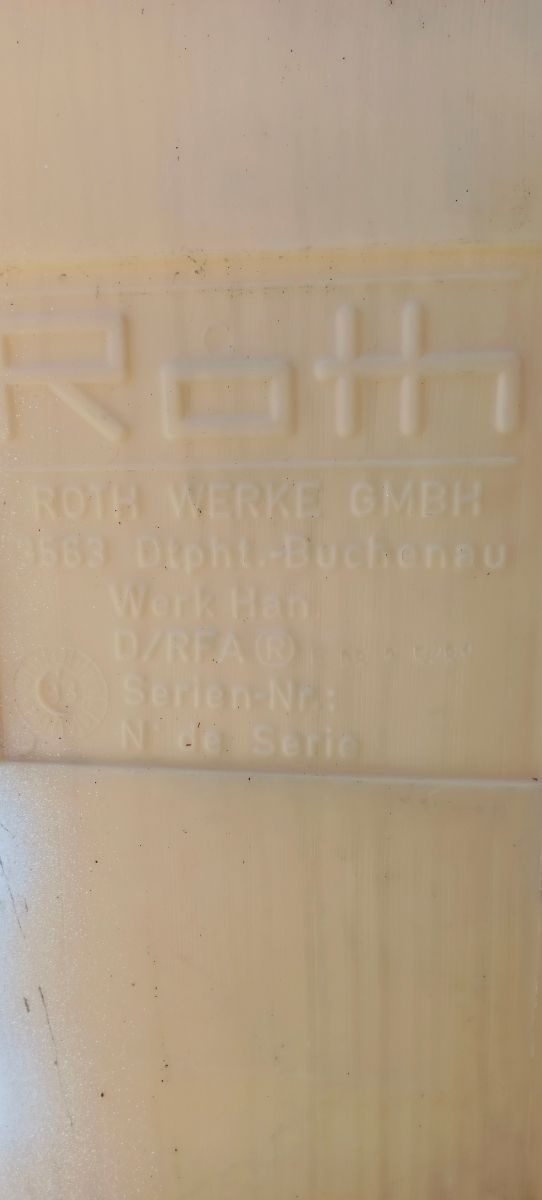 Roth
ROTH WERKE GMBH
3563 Dtpht.-Buchenau
Werk Han.
D/RFA ®
Serien-Nr.:
N° de Serie